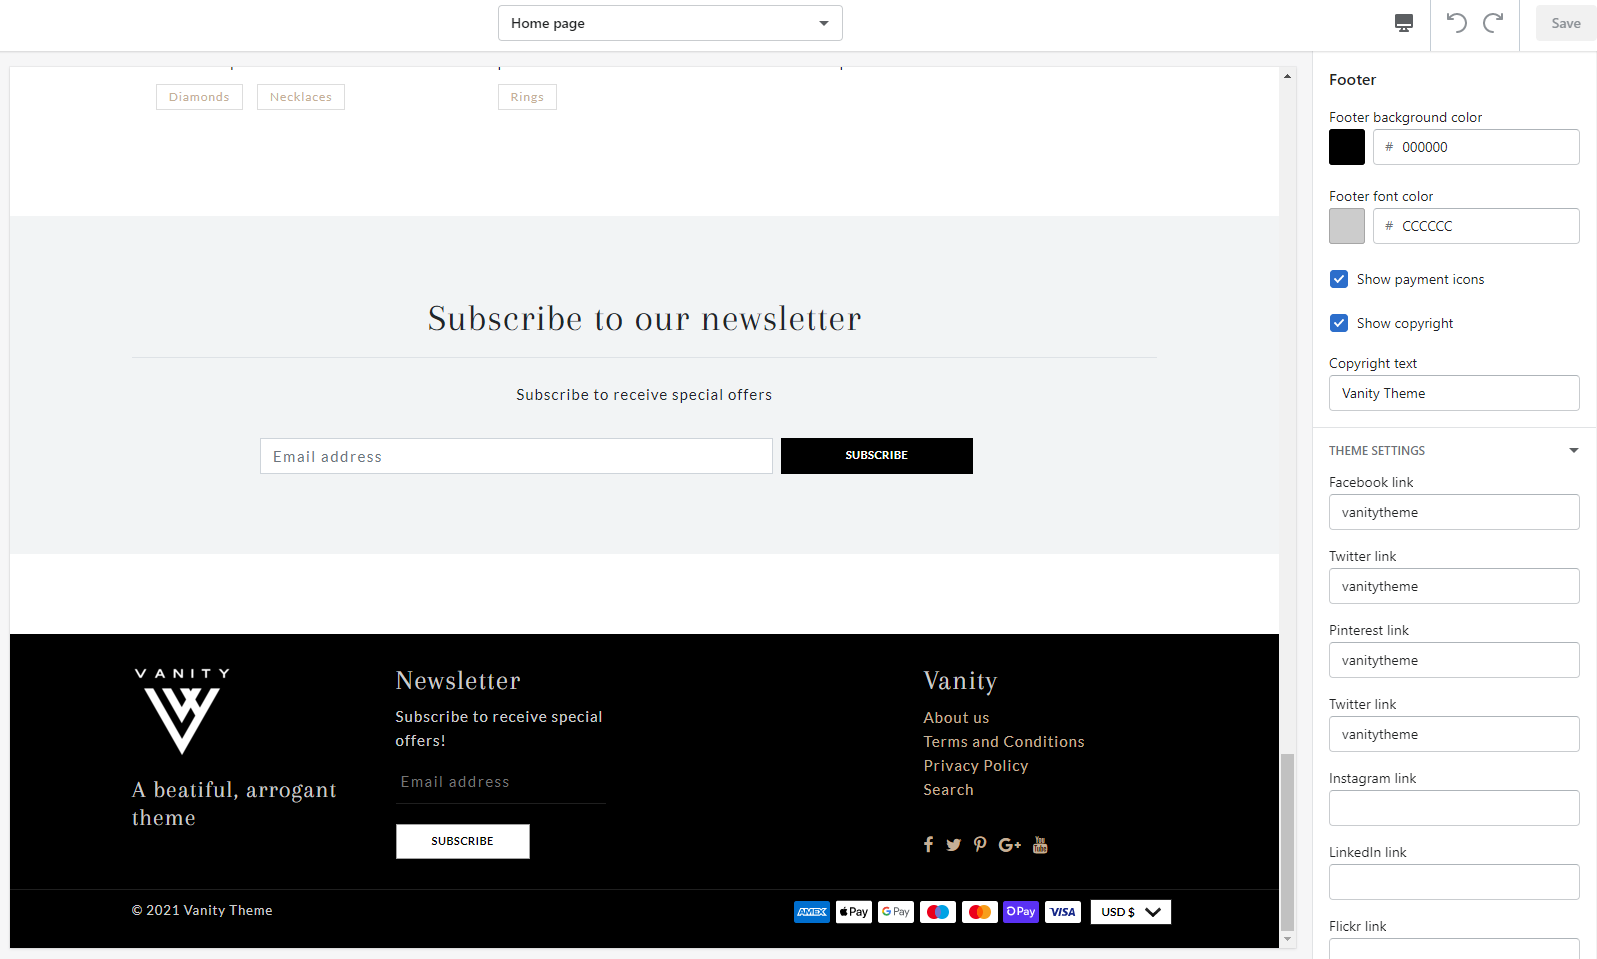 Home page
Save
Diamonds
Necklaces
Rings
Subscribe to our newsletter
Subscribe to receive special offers
Email address
SUBSCRIBE
VANITY
A beatiful, arrogant
theme
Newsletter
Subscribe to receive special
offers!
Email address
SUBSCRIBE
Vanity
About us
Terms and Conditions
Privacy Policy
Search
You
Tube
© 2021 Vanity Theme
AMEX
Pay
G Pay
Pay
VISA
USD $
Footer
Footer background color
# 000000
Footer font color
# CCCCCC
Show payment icons
Show copyright
Copyright text
Vanity Theme
THEME SETTINGS
Facebook link
vanitytheme
Twitter link
vanitytheme
Pinterest link
vanitytheme
Twitter link
vanitytheme
Instagram link
LinkedIn link
Flickr link